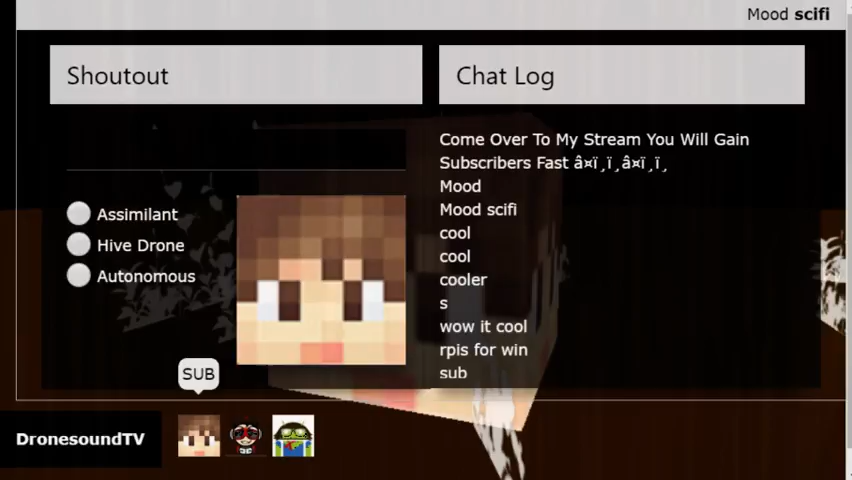 Mood scifi
Shoutout
Chat Log
Come Over To My Stream You Will Gain
Subscribers Fast â¤ï¸ï¸â¤ï¸ï¸
Mood
Mood scifi
cool
cool
cooler
s
wow it cool
rpis for win
sub
Assimilant
Hive Drone
Autonomous
SUB
DronesoundTV